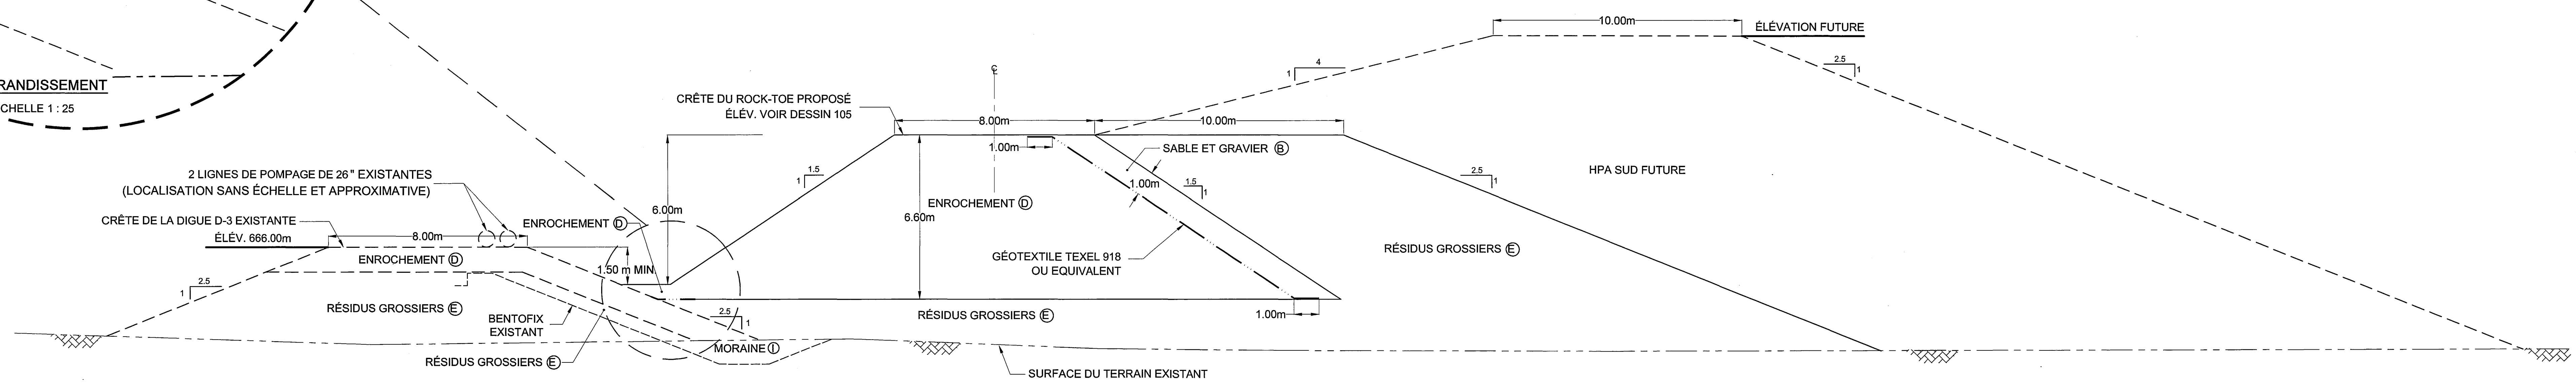 RANDISSEMENT
CHELLE 1 : 25
10.00m
ÉLÉVATION FUTURE
4
1
2.5
1
℄
CRÊTE DU ROCK-TOE PROPOSÉ
ÉLÉV. VOIR DESSIN 105
8.00m
10.00m
1.00m
SABLE ET GRAVIER B
2 LIGNES DE POMPAGE DE 26" EXISTANTES
(LOCALISATION SANS ÉCHELLE ET APPROXIMATIVE)
1.5
1
1.00m
1.5
1
2.5
1
HPA SUD FUTURE
CRÊTE DE LA DIGUE D-3 EXISTANTE
ENROCHEMENT D
6.00m
6.60m
ENROCHEMENT D
ÉLÉV. 666.00m
8.00m
RÉSIDUS GROSSIERS E
ENROCHEMENT D
1.50 m MIN
GÉOTEXTILE TEXEL 918
OU EQUIVALENT
2.5
1
RÉSIDUS GROSSIERS E
BENTOFIX
EXISTANT
2.5
1
RÉSIDUS GROSSIERS E
1.00m
MORAINE I
RÉSIDUS GROSSIERS E
SURFACE DU TERRAIN EXISTANT